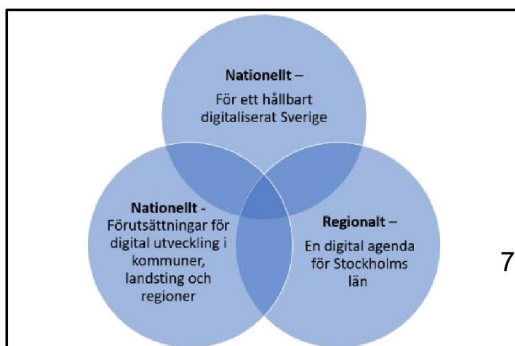 Nationellt –
För ett hållbart
digitaliserat Sverige
Nationellt -
Förutsättningar för
digital utveckling i
kommuner,
landsting och
regioner
Regionalt –
En digital agenda
för Stockholms
län
7